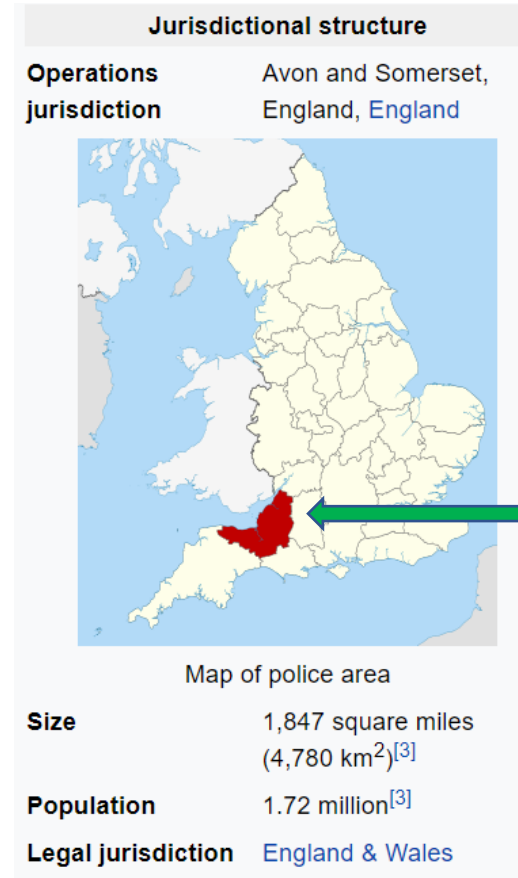 Jurisdictional structure
Operations jurisdiction
Avon and Somerset, England, England
Map of police area
Size
1,847 square miles (4,780 km²)[3]
Population
1.72 million[3]
Legal jurisdiction
England & Wales